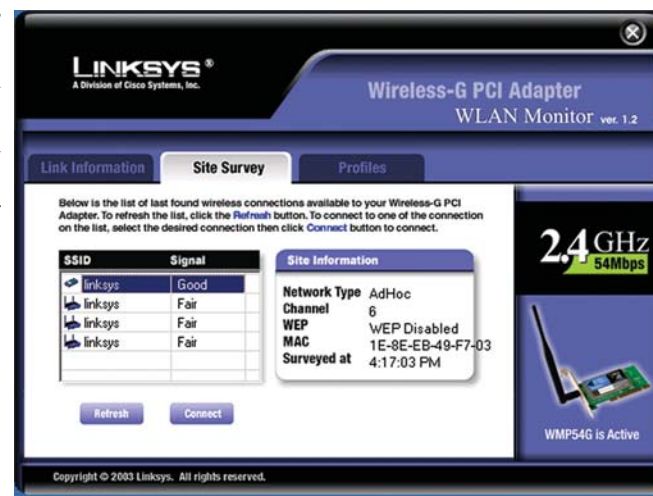 LINKSYS®
A Division of Cisco Systems, Inc.
Wireless-G PCI Adapter
WLAN Monitor ver. 1.2
Link Information
Site Survey
Profiles
Below is the list of last found wireless connections available to your Wireless-G PCI
Adapter. To refresh the list, click the Refresh button. To connect to one of the connection
on the list, select the desired connection then click Connect button to connect.
SSID Signal
linksys Good
linksys Fair
linksys Fair
linksys Fair
Refresh Connect
Site Information
Network Type AdHoc
Channel 6
WEP WEP Disabled
MAC 1E-8E-EB-49-F7-03
Surveyed at 4:17:03 PM
2.4 GHz
54Mbps
WMP54G is Active
Copyright © 2003 Linksys. All rights reserved.